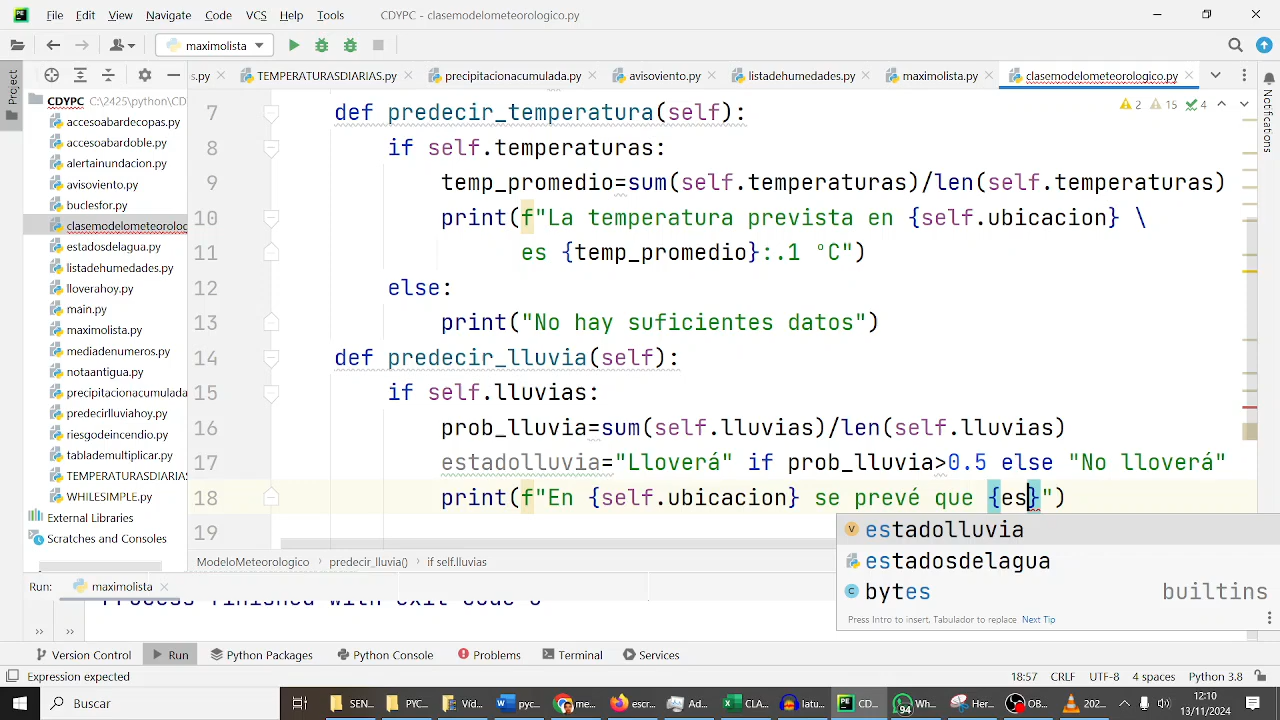 File Edit View Navigate Code VCS Help Tools CDYPC - clasemodelometeorologico.py
maximolista
s.py TEMPERATURASDIARIAS.py precipitacionacumulada.py avisoviento.py listadehumedades.py maximolista.py clasemodelometeorologico.py
Project
Notifications
CDYPC C:\2425\python\CD
accesoabardecopas.py
accesoabardoble.py
alertainundacion.py
avisoviento.py
buclesfor.py
clasemodelometeorolog
estadosdelagua.py
listadehumedades.py
lloverahoy.py
main.py
maximolista.py
mediadenumeros.py
notaantigua.py
precipitacionacumulada
predecirlluviahoy.py
riesgodeincendio.py
tablademultiplicar.py
TEMPERATURASDIARIAS
WHILESIMPLE.py
External Libraries
Scratches and Consoles
2 15 4
7 def predecir_temperatura(self):
8 if self.temperaturas:
9 temp_promedio=sum(self.temperaturas)/len(self.temperaturas)
10 print(f"La temperatura prevista en {self.ubicacion} \
11 es {temp_promedio}:.1 ºC")
12 else:
13 print("No hay suficientes datos")
14 def predecir_lluvia(self):
15 if self.lluvias:
16 prob_lluvia=sum(self.lluvias)/len(self.lluvias)
17 estadolluvia="Lloverá" if prob_lluvia>0.5 else "No lloverá"
18 print(f"En {self.ubicacion} se prevé que {es}")
19
estadolluvia
estadosdelagua
bytes builtins
Press Intro to insert, Tabulador to replace Next Tip
ModeloMeteorologico predecir_lluvia() if self.lluvias
Run: maximolista
Process finished with exit code 0
Version Control Run Python Packages Python Console Problems Terminal Services
Expression expected 18:57 CRLF UTF-8 4 spaces Python 3.8
Buscar
94
12:10
13/11/2024